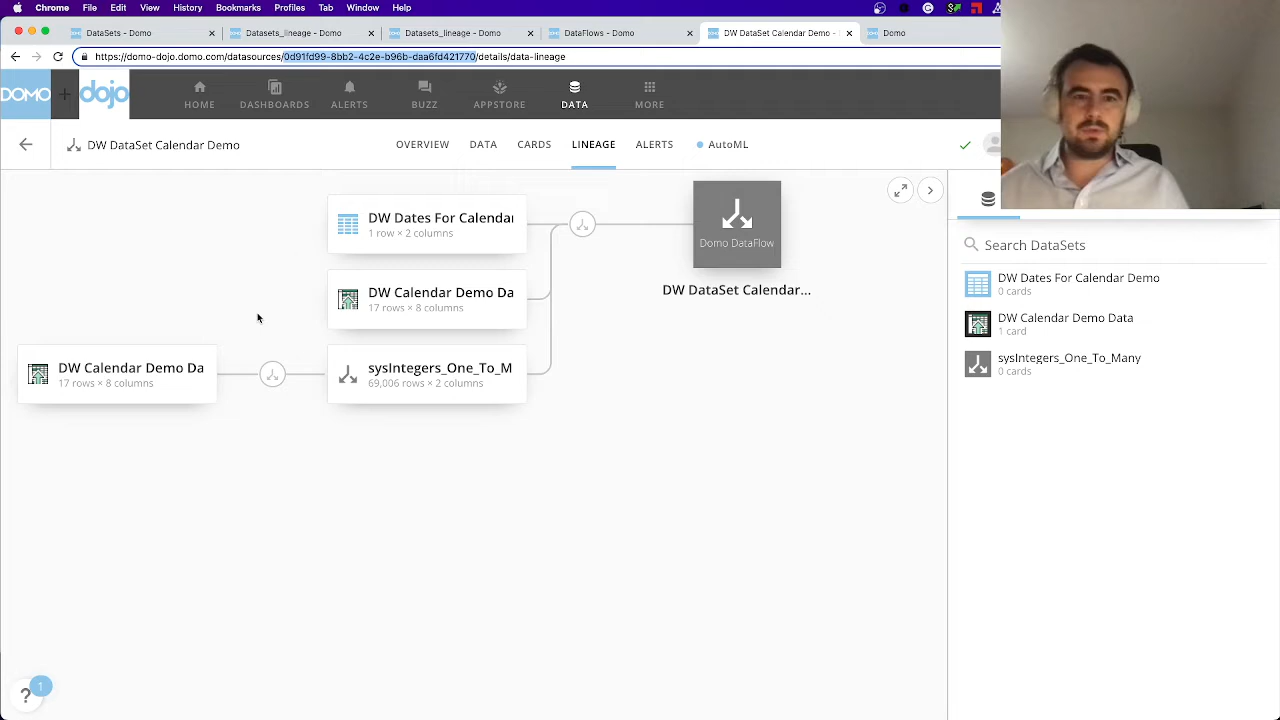 Chrome File Edit View History Bookmarks Profiles Tab Window Help
DataSets - Domo Datasets_lineage - Domo Datasets_lineage - Domo DataFlows - Domo DW DataSet Calendar Demo - Domo
https://domo-dojo.domo.com/datasources/0d91fd99-8bb2-4c2e-b96b-daa6fd421770/details/data-lineage
DOMO + dojo HOME DASHBOARDS ALERTS BUZZ APPSTORE DATA MORE
DW DataSet Calendar Demo OVERVIEW DATA CARDS LINEAGE ALERTS AutoML
DW Dates For Calendar
1 row × 2 columns
Domo DataFlow
DW DataSet Calendar...
DW Calendar Demo Da
17 rows × 8 columns
DW Calendar Demo Da
17 rows × 8 columns
sysIntegers_One_To_M
69,006 rows × 2 columns
Search DataSets
DW Dates For Calendar Demo
0 cards
DW Calendar Demo Data
1 card
sysIntegers_One_To_Many
0 cards
? 1